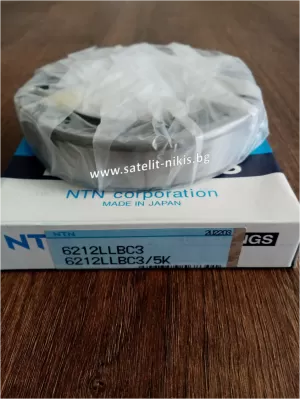 www.satelit-nikis.bg
NTN corporation
MADE IN JAPAN
NTN
6212LLBC3
6212LLBC3/5K